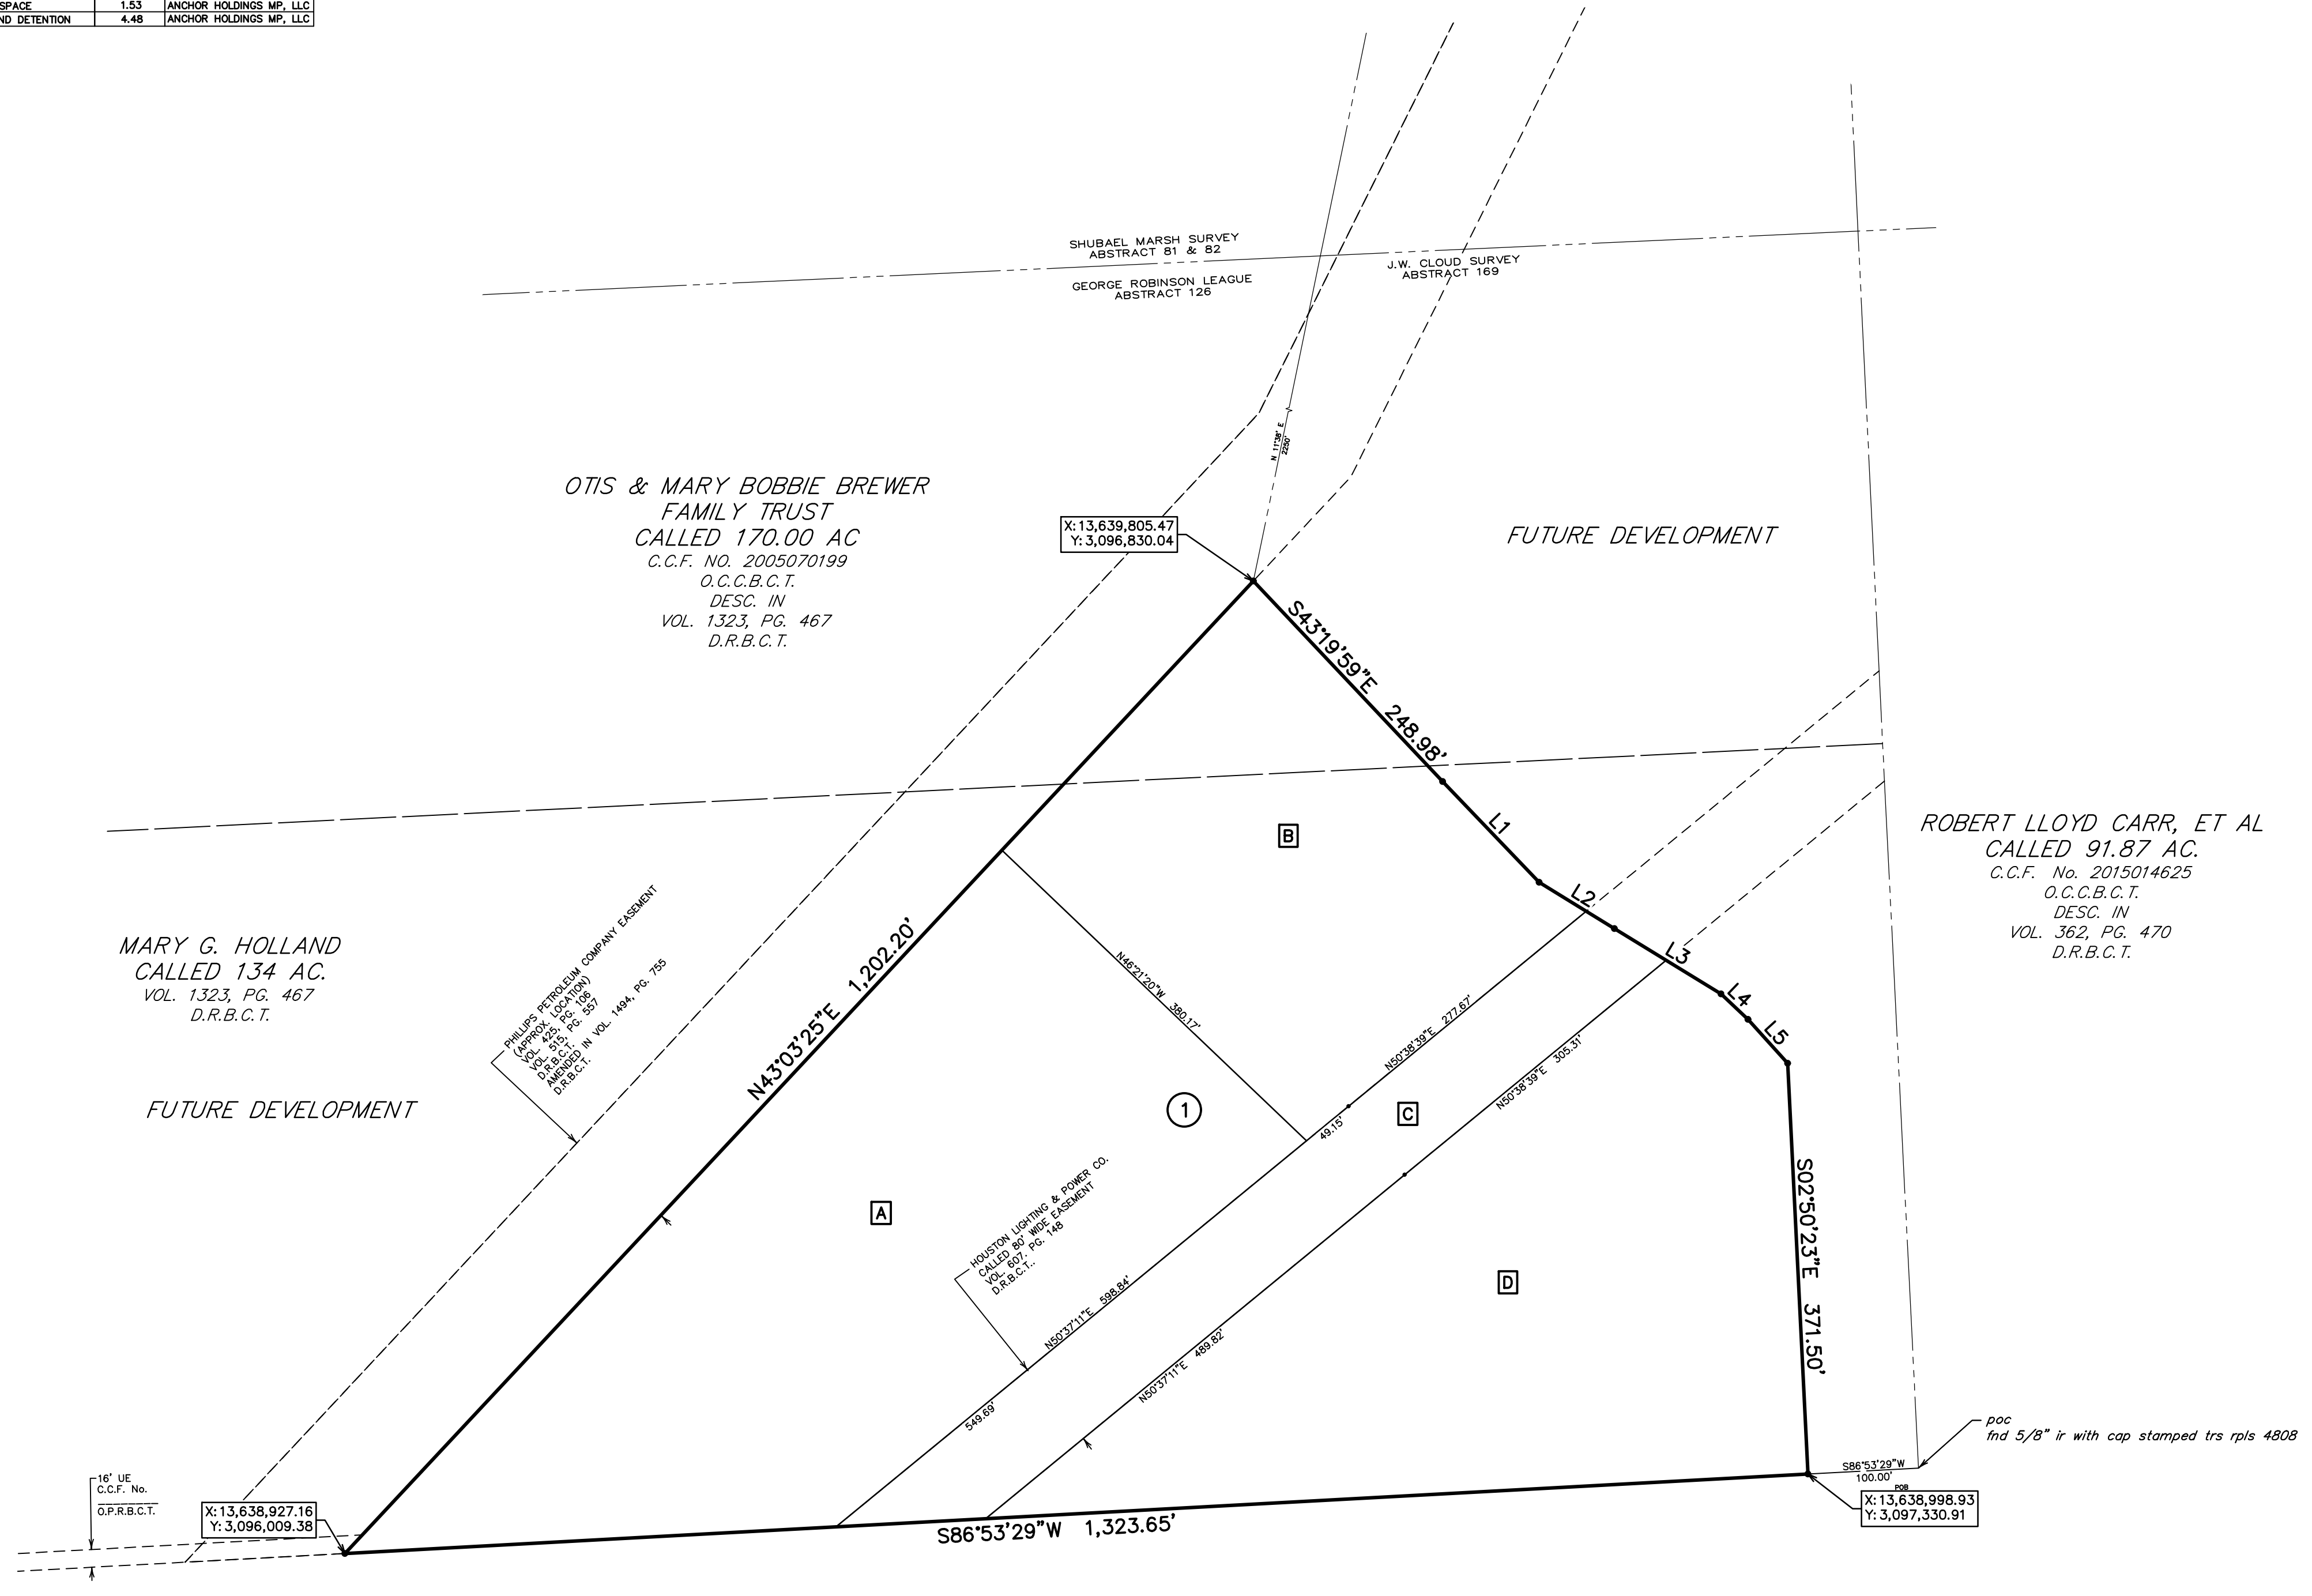 SPACE 1.53 ANCHOR HOLDINGS MP, LLC
ND DETENTION 4.48 ANCHOR HOLDINGS MP, LLC
SHUBAEL MARSH SURVEY
ABSTRACT 81 & 82
GEORGE ROBINSON LEAGUE
ABSTRACT 126
J.W. CLOUD SURVEY
ABSTRACT 169
N 11°38' E
2250'
OTIS & MARY BOBBIE BREWER
FAMILY TRUST
CALLED 170.00 AC
C.C.F. NO. 2005070199
O.C.C.B.C.T.
DESC. IN
VOL. 1323, PG. 467
D.R.B.C.T.
X: 13,639,805.47
Y: 3,096,830.04
FUTURE DEVELOPMENT
S43°19'59"E 248.98'
L1
L2
L3
L4
L5
B
ROBERT LLOYD CARR, ET AL
CALLED 91.87 AC.
C.C.F. No. 2015014625
O.C.C.B.C.T.
DESC. IN
VOL. 362, PG. 470
D.R.B.C.T.
MARY G. HOLLAND
CALLED 134 AC.
VOL. 1323, PG. 467
D.R.B.C.T.
FUTURE DEVELOPMENT
PHILLIPS PETROLEUM COMPANY EASEMENT
(APPROX. LOCATION)
VOL. 425, PG. 106
VOL. 515, PG. 557
D.R.B.C.T.
AMENDED IN VOL. 1494, PG. 755
D.R.B.C.T.
N43°03'25"E 1,202.20'
N46°21'20"W 380.17'
N50°38'39"E 277.67'
N50°38'39"E 305.31'
1
49.15'
C
A
HOUSTON LIGHTING & POWER CO.
CALLED 80' WIDE EASEMENT
VOL. 607, PG. 148
D.R.B.C.T..
D
S02°50'23"E 371.50'
N50°37'11"E 598.84'
N50°37'11"E 489.82'
549.69'
poc
fnd 5/8" ir with cap stamped trs rpls 4808
S86°53'29"W
100.00'
POB
X: 13,638,998.93
Y: 3,097,330.91
16' UE
C.C.F. No.
__________
O.P.R.B.C.T.
X: 13,638,927.16
Y: 3,096,009.38
S86°53'29"W 1,323.65'